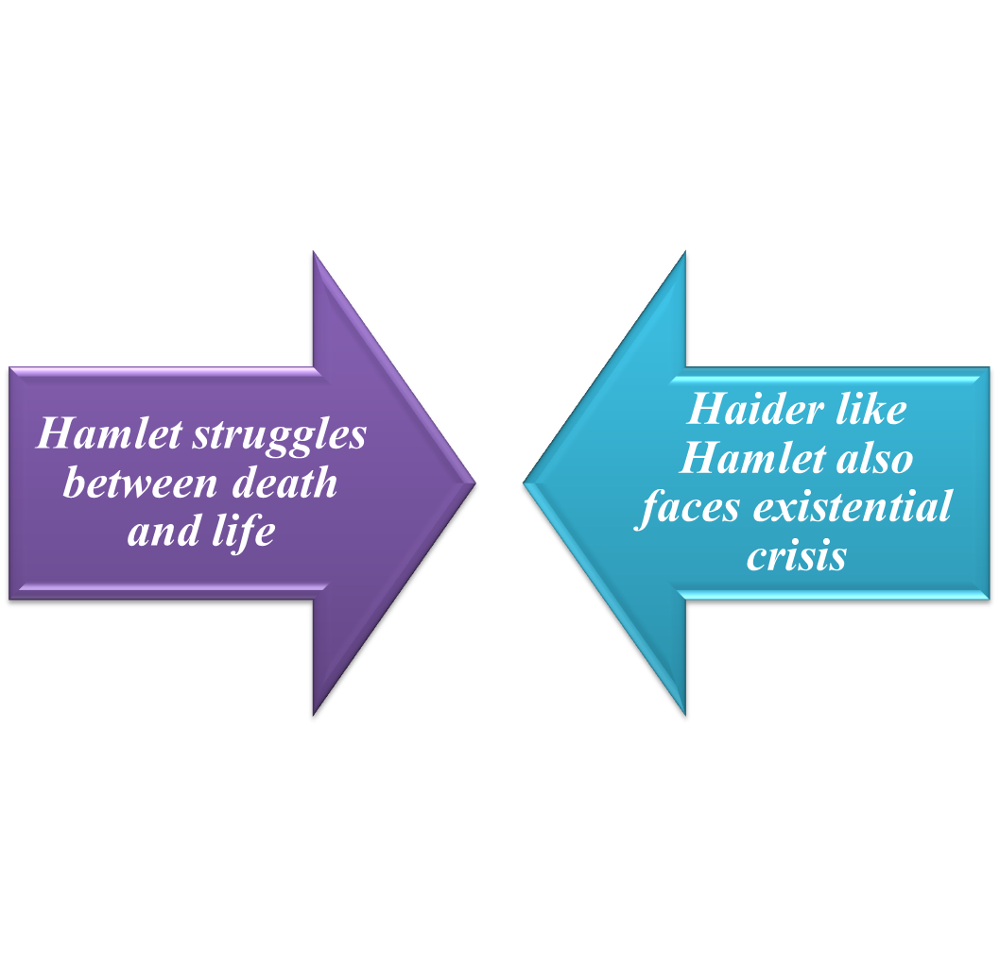 Hamlet struggles
between death
and life
Haider like
Hamlet also
faces existential
crisis